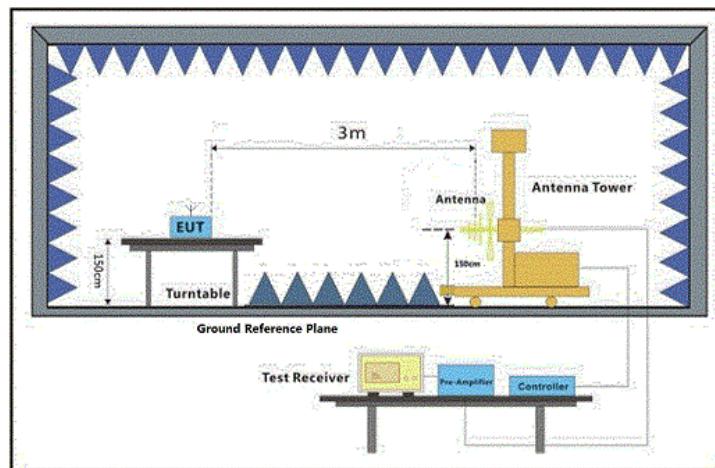 3m
Antenna Tower
Antenna
EUT
150cm
150cm
Turntable
Ground Reference Plane
Test Receiver
Pre-Amplifier
Controller